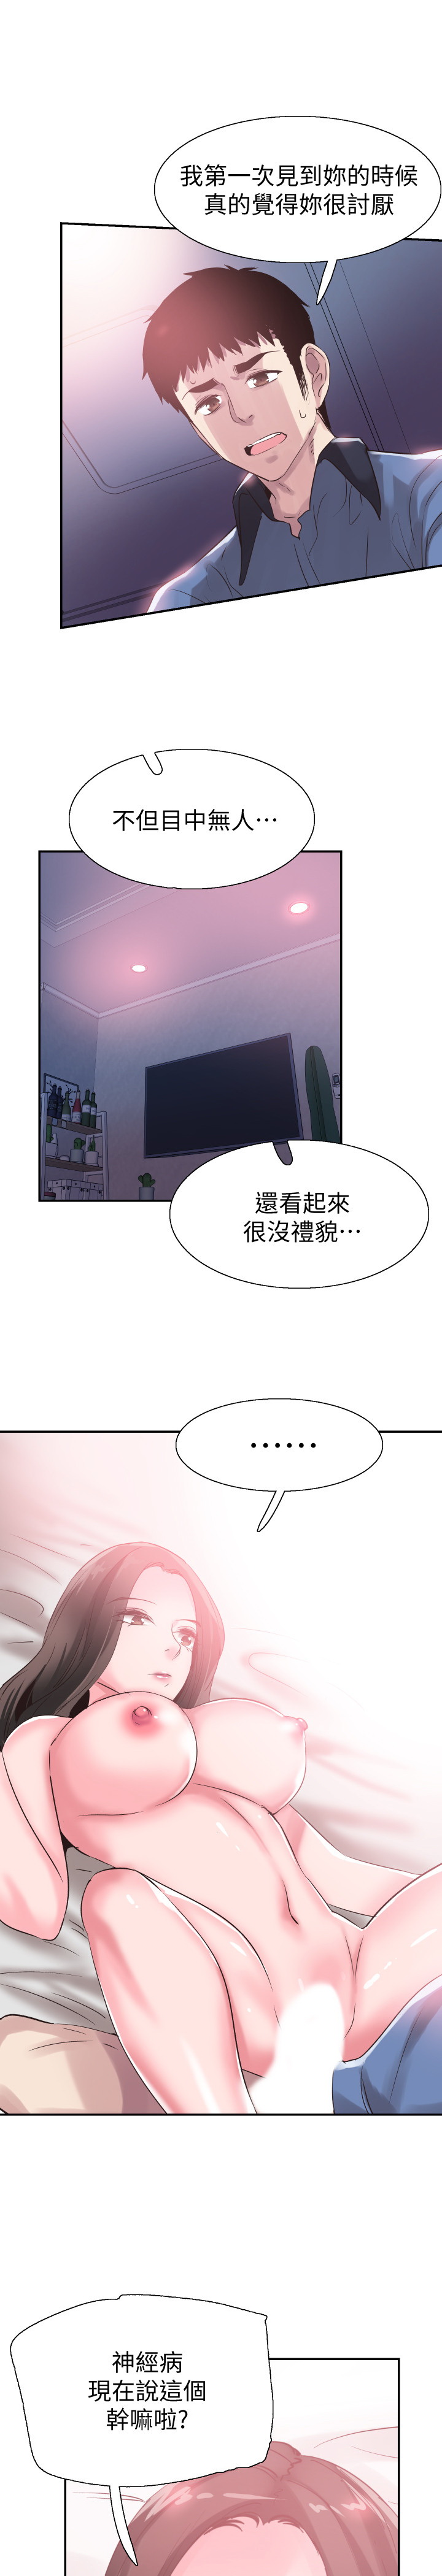 我第一次見到妳的時候
真的覺得妳很討厭
不但目中無人⋯
還看起來
很沒禮貌⋯
⋯⋯
神經病
現在說這個
幹嘛啦?